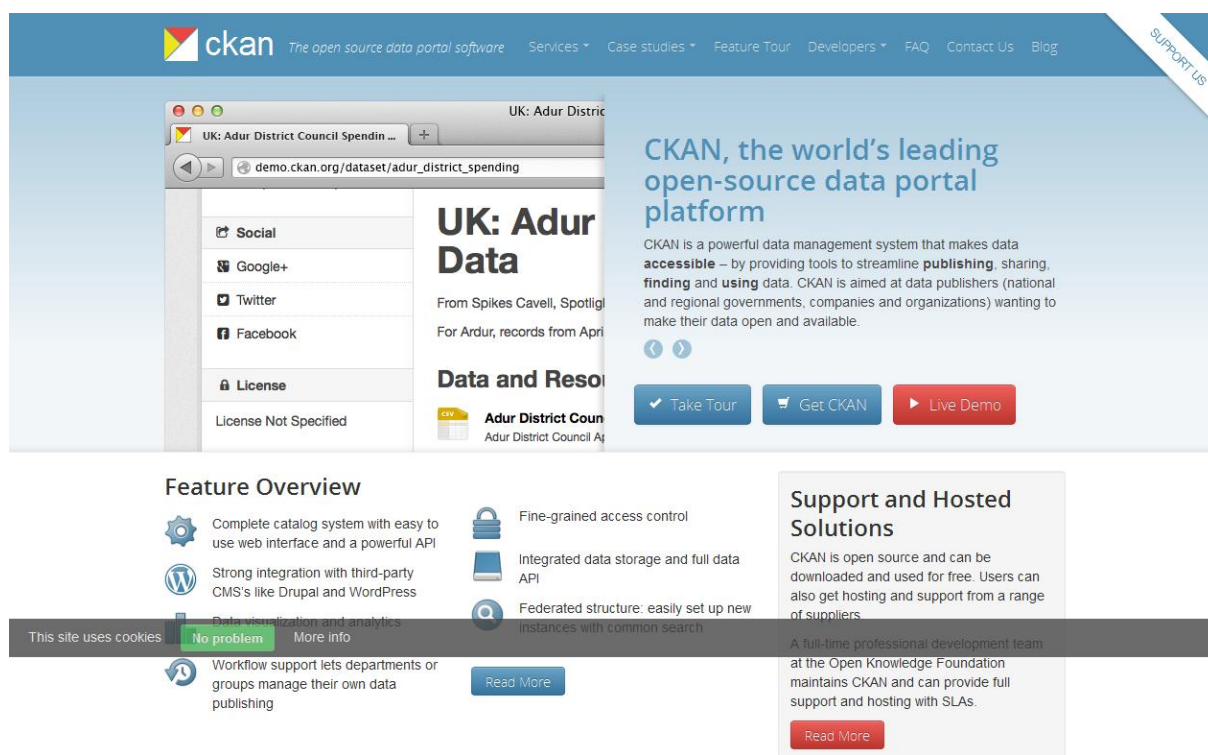 ckan The open source data portal software Services Case studies Feature Tour Developers FAQ Contact Us Blog
SUPPORT US
UK: Adur Distric
UK: Adur District Council Spendin ...
demo.ckan.org/dataset/adur_district_spending
Social
Google+
Twitter
Facebook
License
License Not Specified
UK: Adur
Data
From Spikes Cavell, Spotlig
For Ardur, records from Apri
Data and Resou
CSV
Adur District Coun
Adur District Council Ap
CKAN, the world's leading
open-source data portal
platform
CKAN is a powerful data management system that makes data
accessible – by providing tools to streamline publishing, sharing,
finding and using data. CKAN is aimed at data publishers (national
and regional governments, companies and organizations) wanting to
make their data open and available.
Take Tour
Get CKAN
Live Demo
Feature Overview
Complete catalog system with easy to
use web interface and a powerful API
Strong integration with third-party
CMS's like Drupal and WordPress
Data visualization and analytics
Workflow support lets departments or
groups manage their own data
publishing
Fine-grained access control
Integrated data storage and full data
API
Federated structure: easily set up new
instances with common search
Read More
Support and Hosted
Solutions
CKAN is open source and can be
downloaded and used for free. Users can
also get hosting and support from a range
of suppliers
A full-time professional development team
at the Open Knowledge Foundation
maintains CKAN and can provide full
support and hosting with SLAs.
Read More
This site uses cookies No problem More info